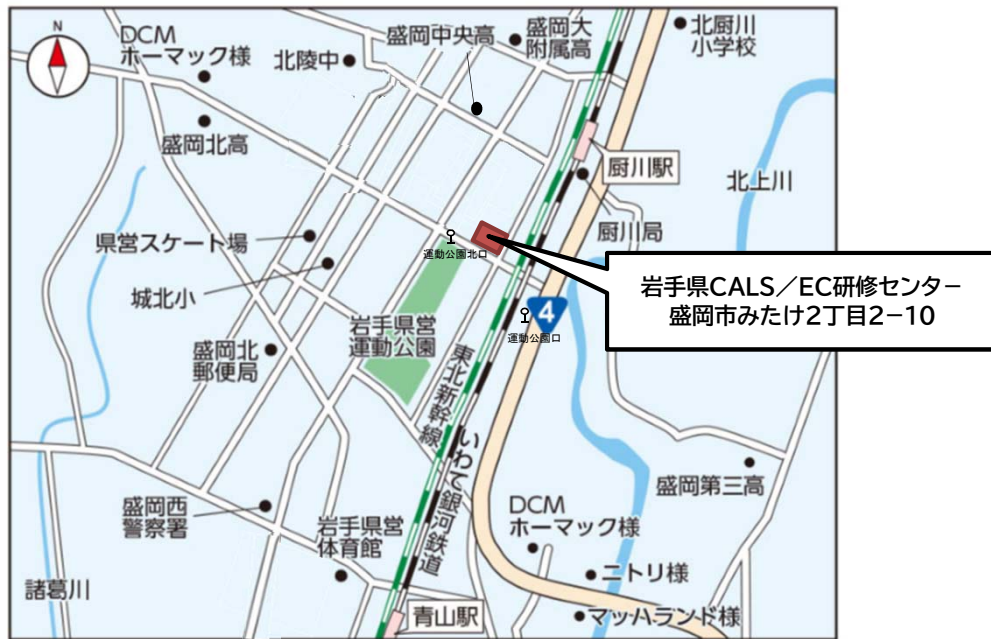 N
DCM
ホーマック様
北陵中
盛岡中央高
盛岡大
附属高
北厨川
小学校
盛岡北高
厨川駅
北上川
県営スケート場
運動公園北口
厨川局
岩手県CALS／EC研修センター
盛岡市みたけ2丁目2−10
城北小
4
岩手県営
運動公園
運動公園口
盛岡北
郵便局
東北新幹線
いわて銀河鉄道
盛岡第三高
盛岡西
警察署
岩手県営
体育館
DCM
ホーマック様
ニトリ様
諸葛川
青山駅
マッハランド様